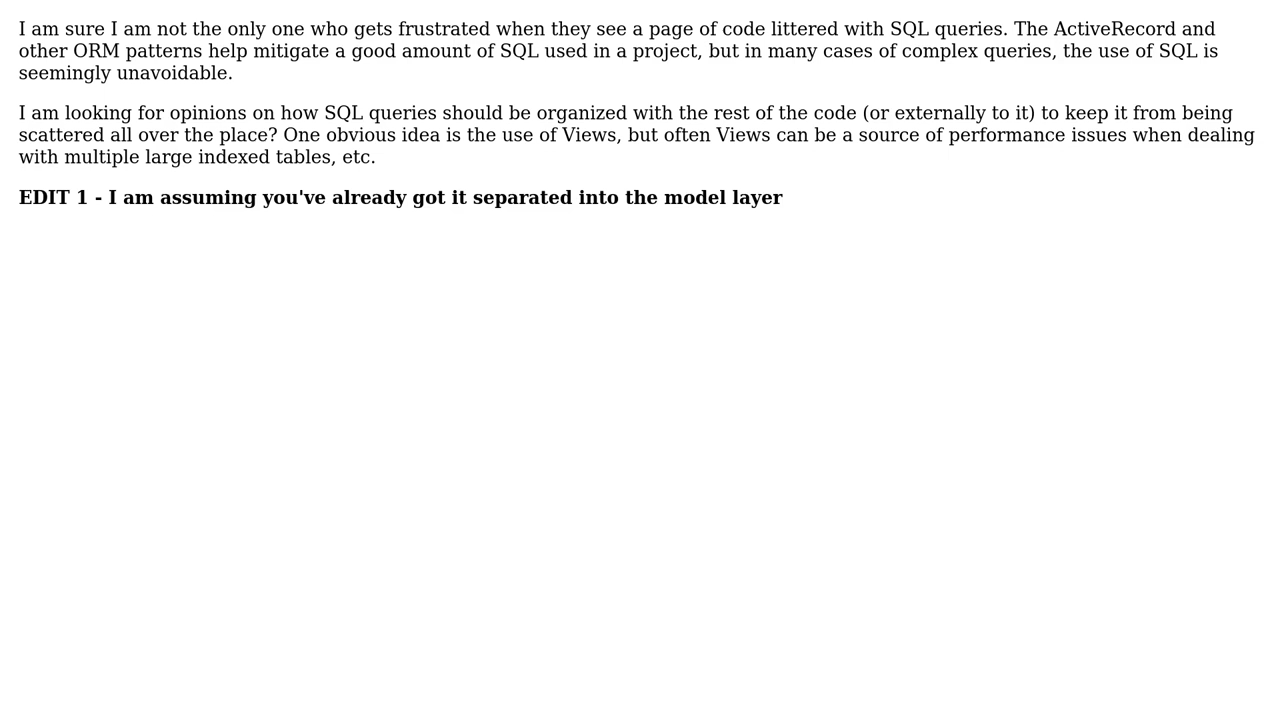 I am sure I am not the only one who gets frustrated when they see a page of code littered with SQL queries. The ActiveRecord and
other ORM patterns help mitigate a good amount of SQL used in a project, but in many cases of complex queries, the use of SQL is
seemingly unavoidable.
I am looking for opinions on how SQL queries should be organized with the rest of the code (or externally to it) to keep it from being
scattered all over the place? One obvious idea is the use of Views, but often Views can be a source of performance issues when dealing
with multiple large indexed tables, etc.
EDIT 1 - I am assuming you've already got it separated into the model layer